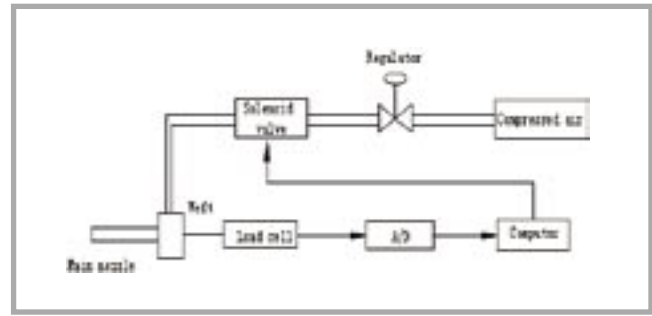 Regulator
Solenoid
valve
Compressed air
Weft
Load cell
A/D
Computer
Main nozzle